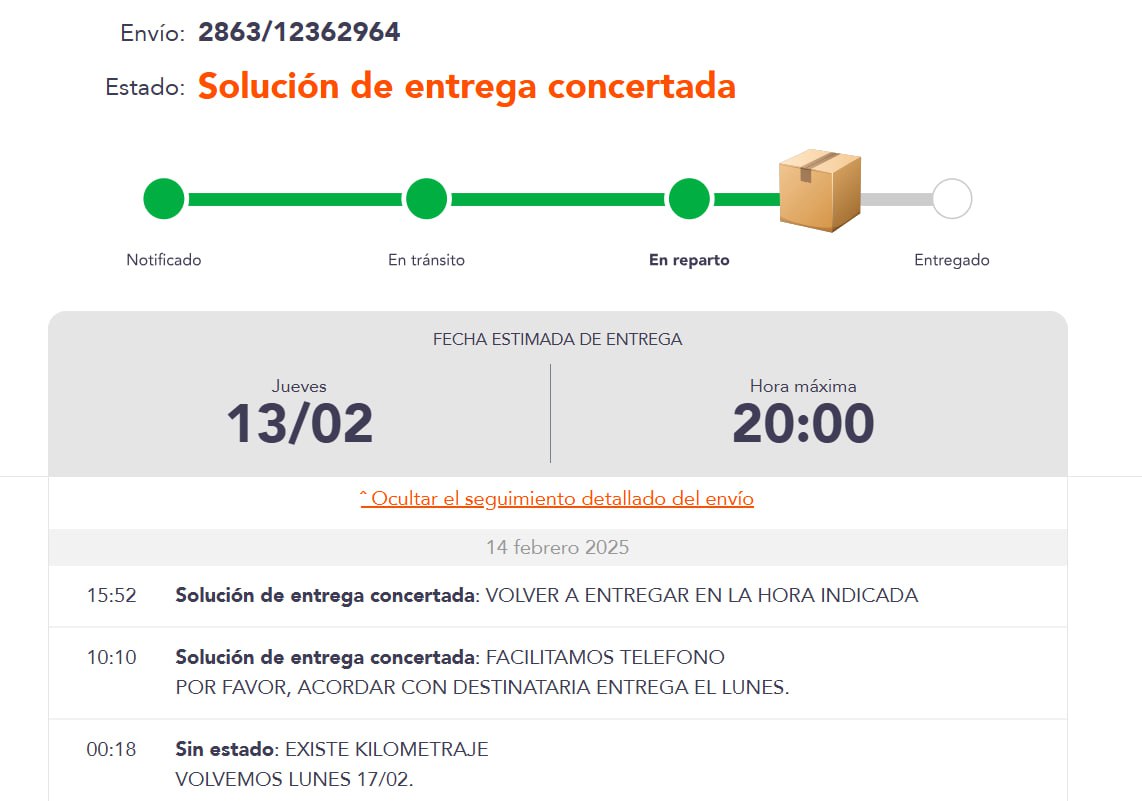 Envío: 2863/12362964
Estado: Solución de entrega concertada
Notificado En tránsito En reparto Entregado
FECHA ESTIMADA DE ENTREGA
Jueves Hora máxima
13/02 20:00
ˆ Ocultar el seguimiento detallado del envío
14 febrero 2025
15:52 Solución de entrega concertada: VOLVER A ENTREGAR EN LA HORA INDICADA
10:10 Solución de entrega concertada: FACILITAMOS TELEFONO
POR FAVOR, ACORDAR CON DESTINATARIA ENTREGA EL LUNES.
00:18 Sin estado: EXISTE KILOMETRAJE
VOLVEMOS LUNES 17/02.